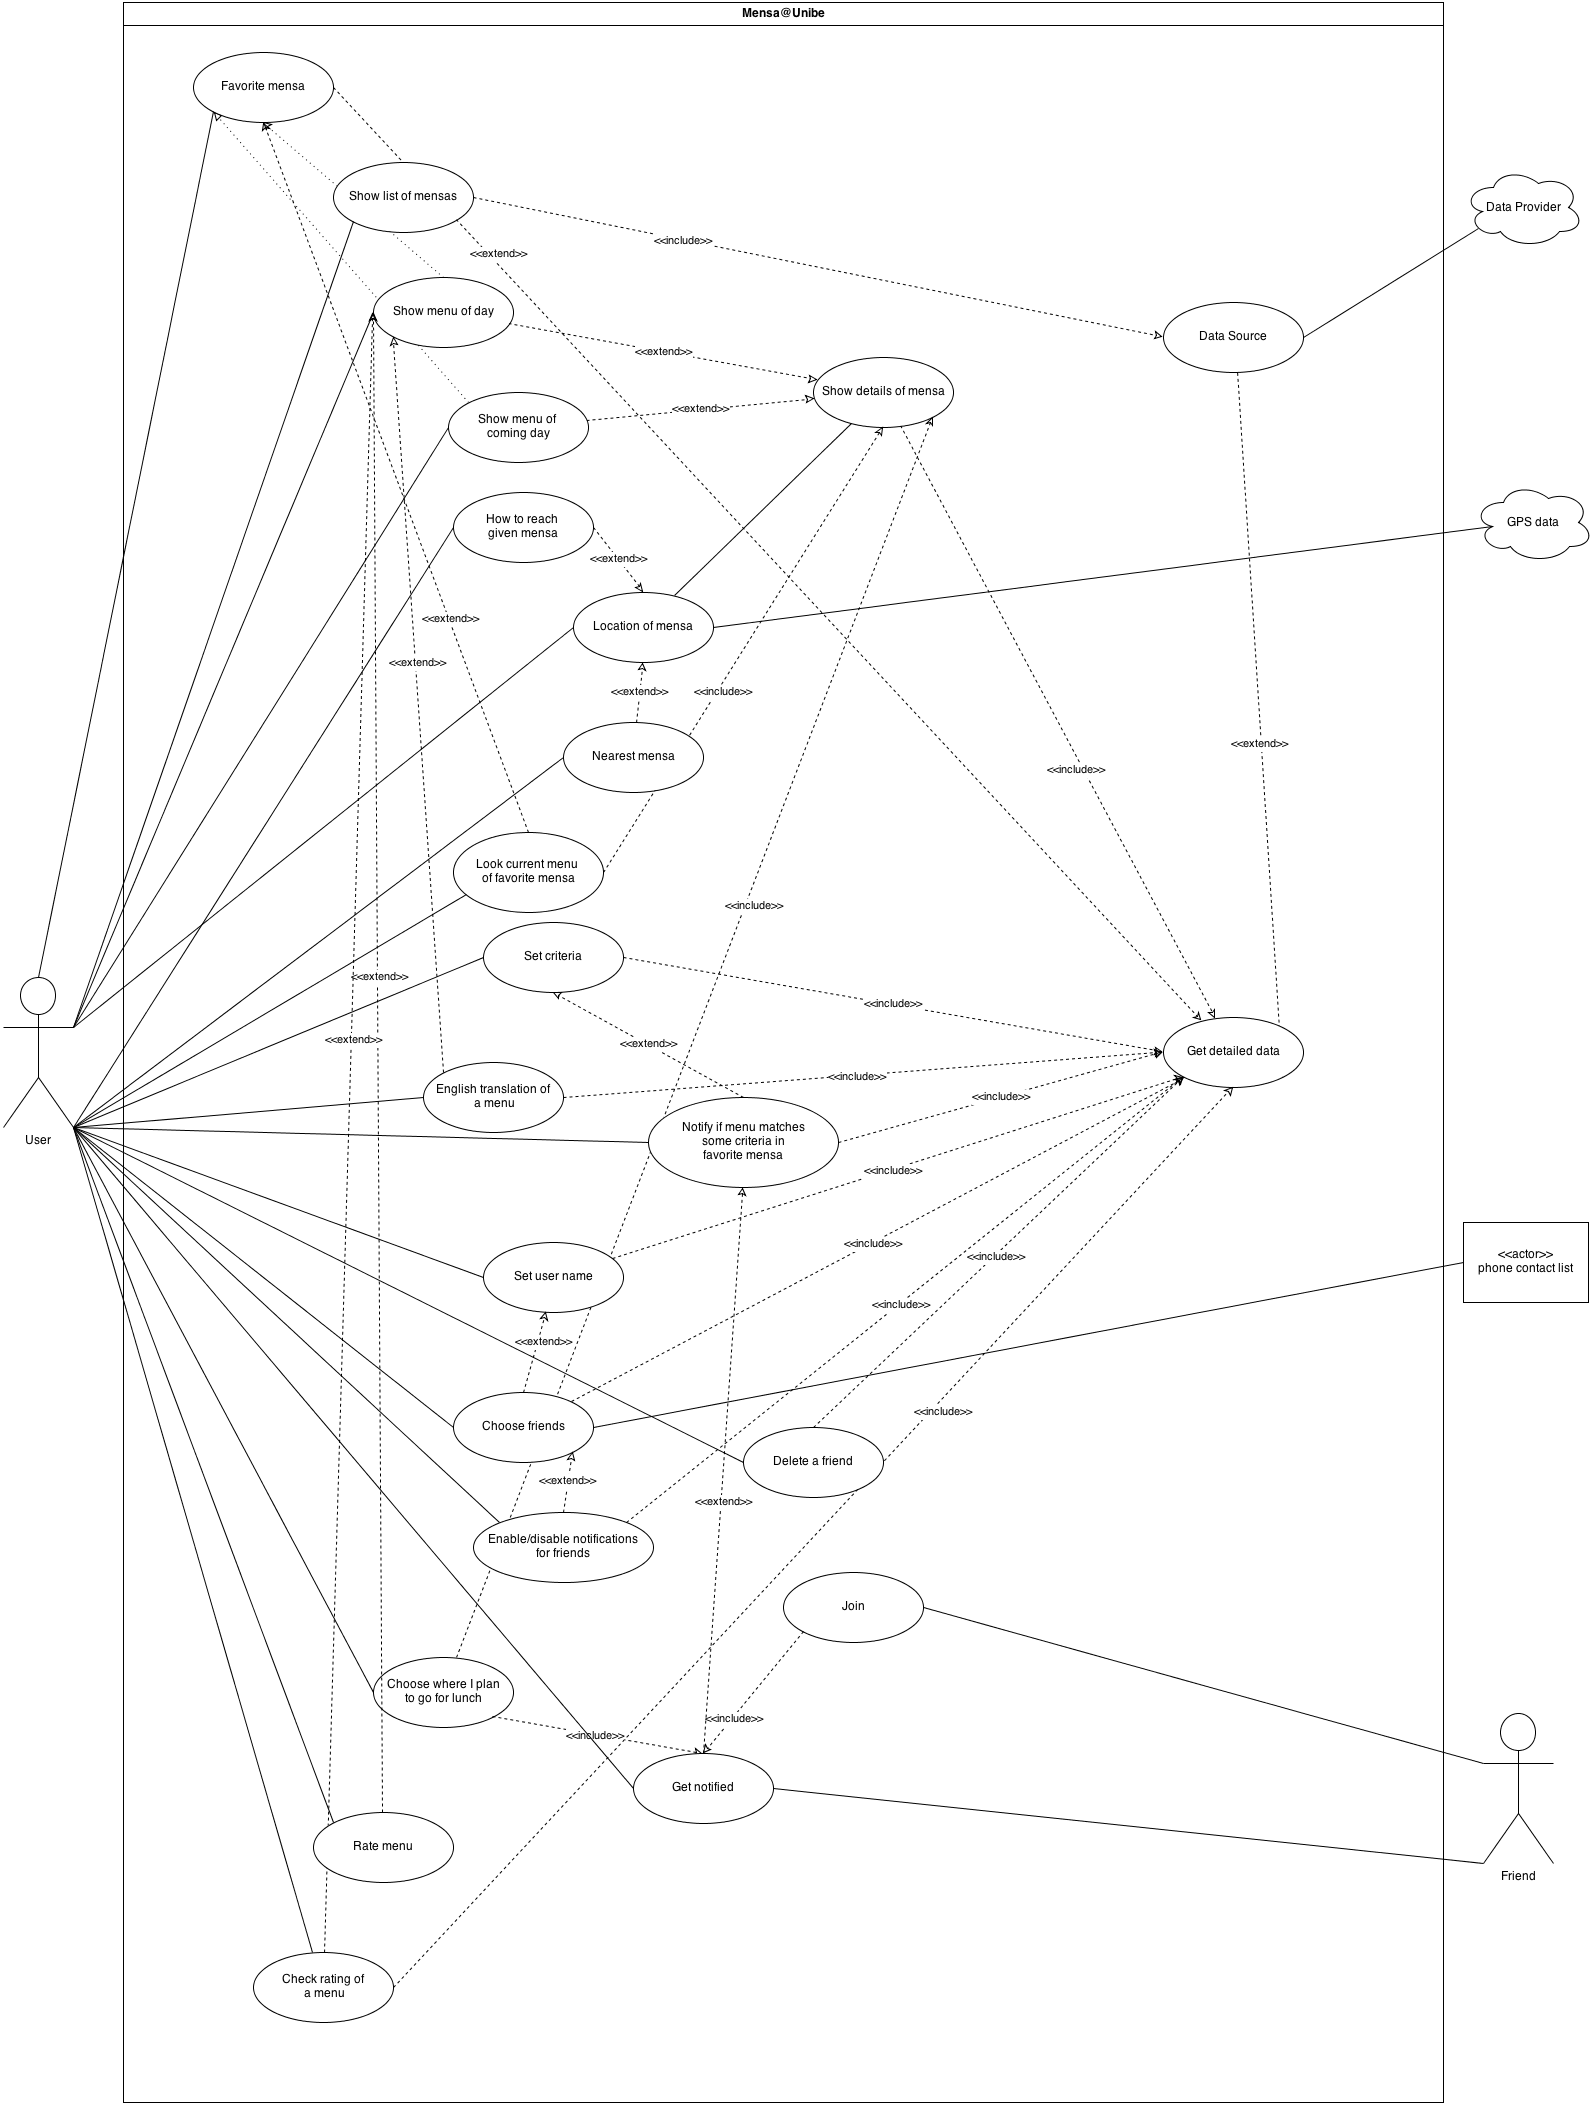 Mensa@Unibe
Favorite mensa
Show list of mensas
Data Provider
<<include>>
<<extend>>
Show menu of day
Data Source
<<extend>>
Show details of mensa
<<extend>>
Show menu of
coming day
How to reach
given mensa
GPS data
<<extend>>
<<extend>>
Location of mensa
<<extend>>
<<extend>>
<<include>>
<<extend>>
Nearest mensa
<<include>>
Look current menu
of favorite mensa
<<include>>
Set criteria
<<extend>>
<<include>>
<<extend>>
<<extend>>
Get detailed data
<<include>>
English translation of
a menu
<<include>>
Notify if menu matches
some criteria in
favorite mensa
User
<<include>>
<<include>>
<<actor>>
phone contact list
<<include>>
Set user name
<<include>>
<<extend>>
<<include>>
Choose friends
Delete a friend
<<extend>>
<<extend>>
Enable/disable notifications
for friends
Join
Choose where I plan
to go for lunch
<<include>>
<<include>>
Get notified
Rate menu
Friend
Check rating of
a menu